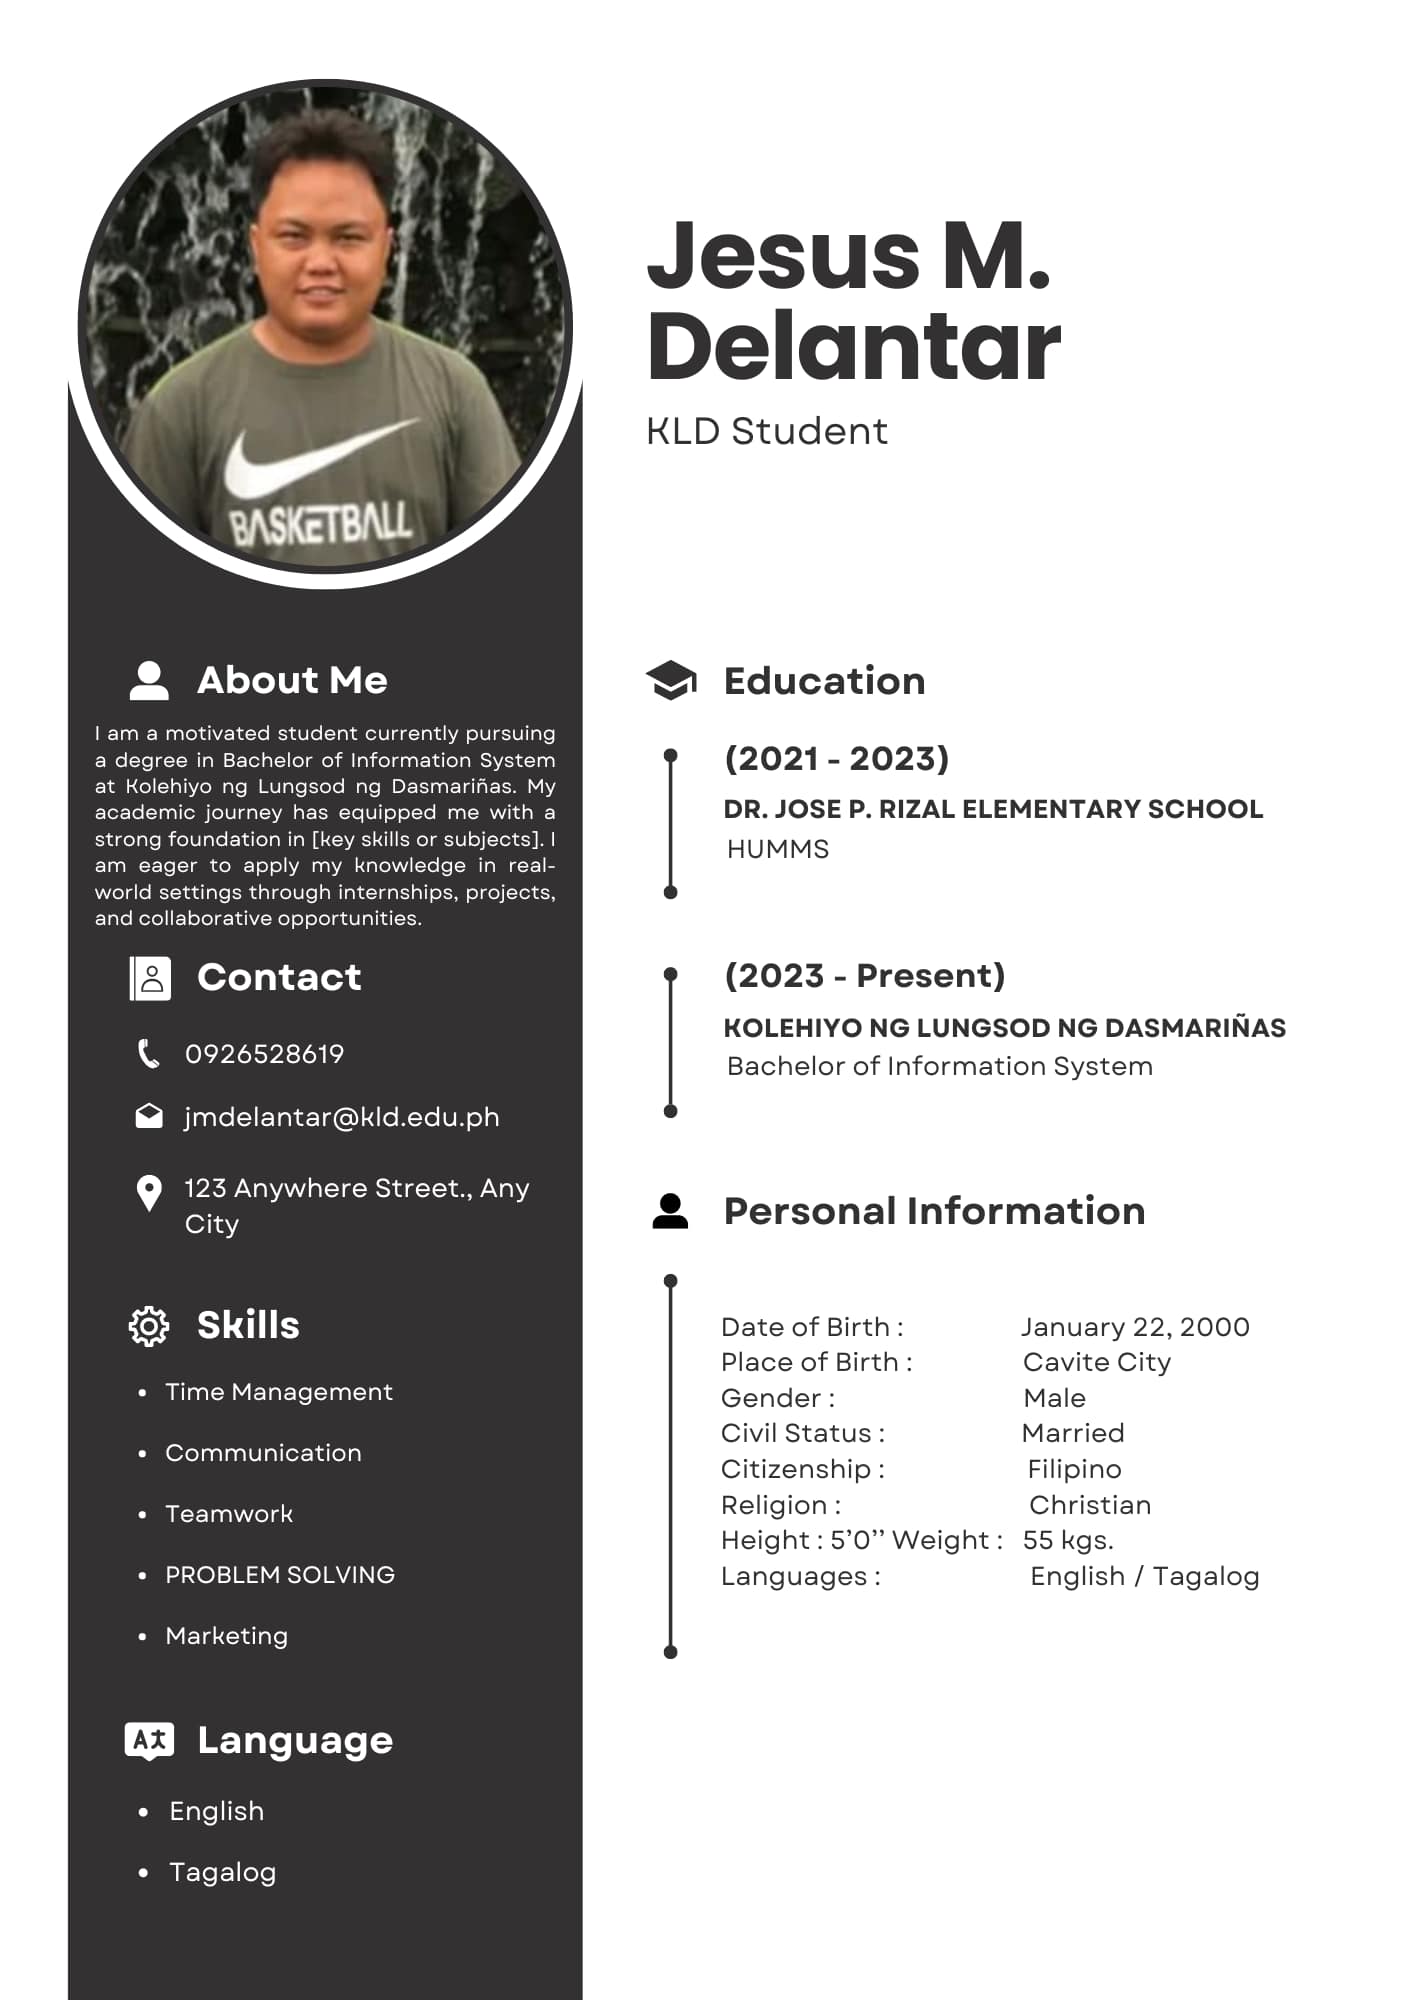 BASKETBALL
Jesus M.
Delantar
KLD Student
About Me
I am a motivated student currently pursuing
a degree in Bachelor of Information System
at Kolehiyo ng Lungsod ng Dasmariñas. My
academic journey has equipped me with a
strong foundation in [key skills or subjects]. I
am eager to apply my knowledge in real-
world settings through internships, projects,
and collaborative opportunities.
Contact
0926528619
jmdelantar@kld.edu.ph
123 Anywhere Street., Any
City
Skills
• Time Management
• Communication
• Teamwork
• PROBLEM SOLVING
• Marketing
Language
• English
• Tagalog
Education
(2021 - 2023)
DR. JOSE P. RIZAL ELEMENTARY SCHOOL
HUMMS
(2023 - Present)
KOLEHIYO NG LUNGSOD NG DASMARIÑAS
Bachelor of Information System
Personal Information
Date of Birth : January 22, 2000
Place of Birth : Cavite City
Gender : Male
Civil Status : Married
Citizenship : Filipino
Religion : Christian
Height : 5’0’’ Weight : 55 kgs.
Languages : English / Tagalog